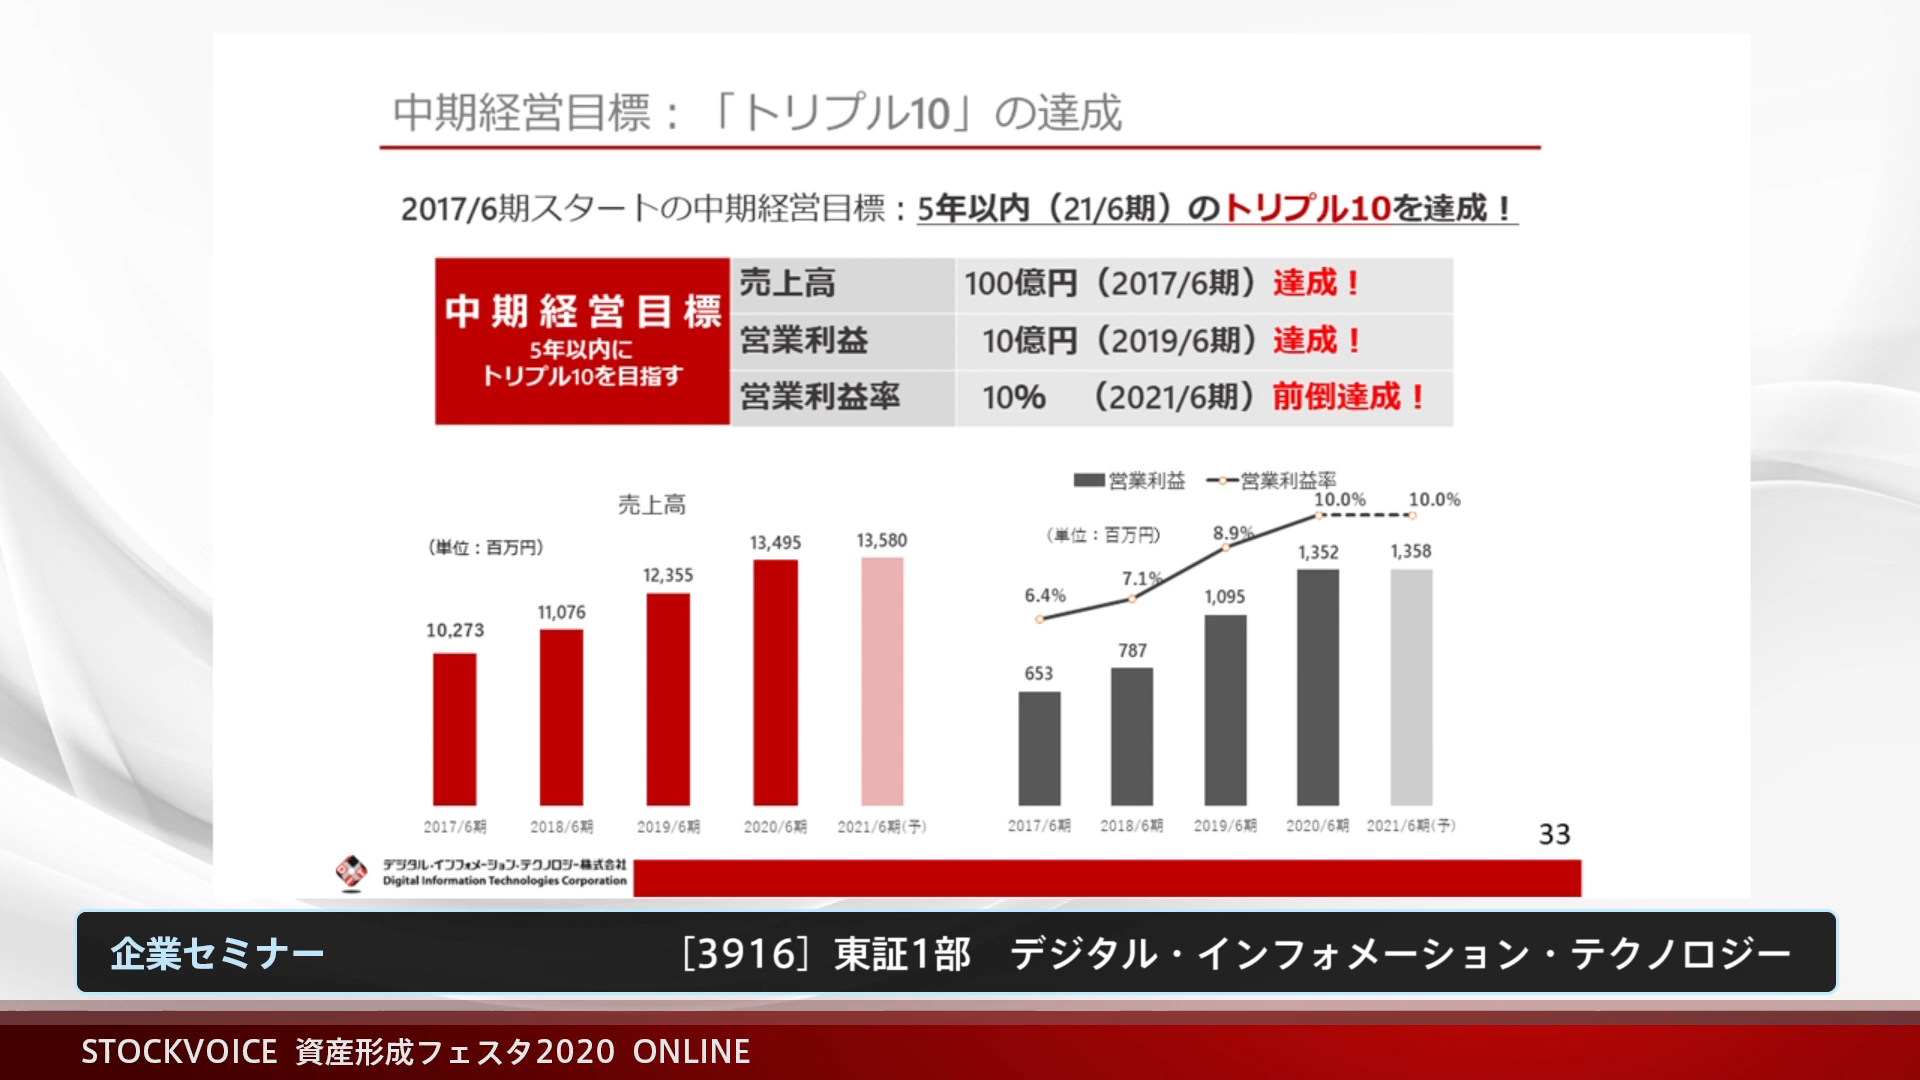 中期経営目標：「トリプル10」の達成
2017/6期スタートの中期経営目標：5年以内（21/6期）のトリプル10を達成！
中期経営目標
5年以内に
トリプル10を目指す
売上高 100億円（2017/6期）達成！
営業利益 10億円（2019/6期）達成！
営業利益率 10% （2021/6期）前倒達成！
売上高
（単位：百万円）
10,273
11,076
12,355
13,495
13,580
2017/6期
2018/6期
2019/6期
2020/6期
2021/6期(予)
営業利益 営業利益率
（単位：百万円）
6.4%
7.1%
8.9%
10.0%
10.0%
653
787
1,095
1,352
1,358
2017/6期
2018/6期
2019/6期
2020/6期
2021/6期(予)
33
デジタル・インフォメーション・テクノロジー株式会社
Digital Information Technologies Corporation
企業セミナー ［3916］東証1部 デジタル・インフォメーション・テクノロジー
STOCKVOICE 資産形成フェスタ2020 ONLINE